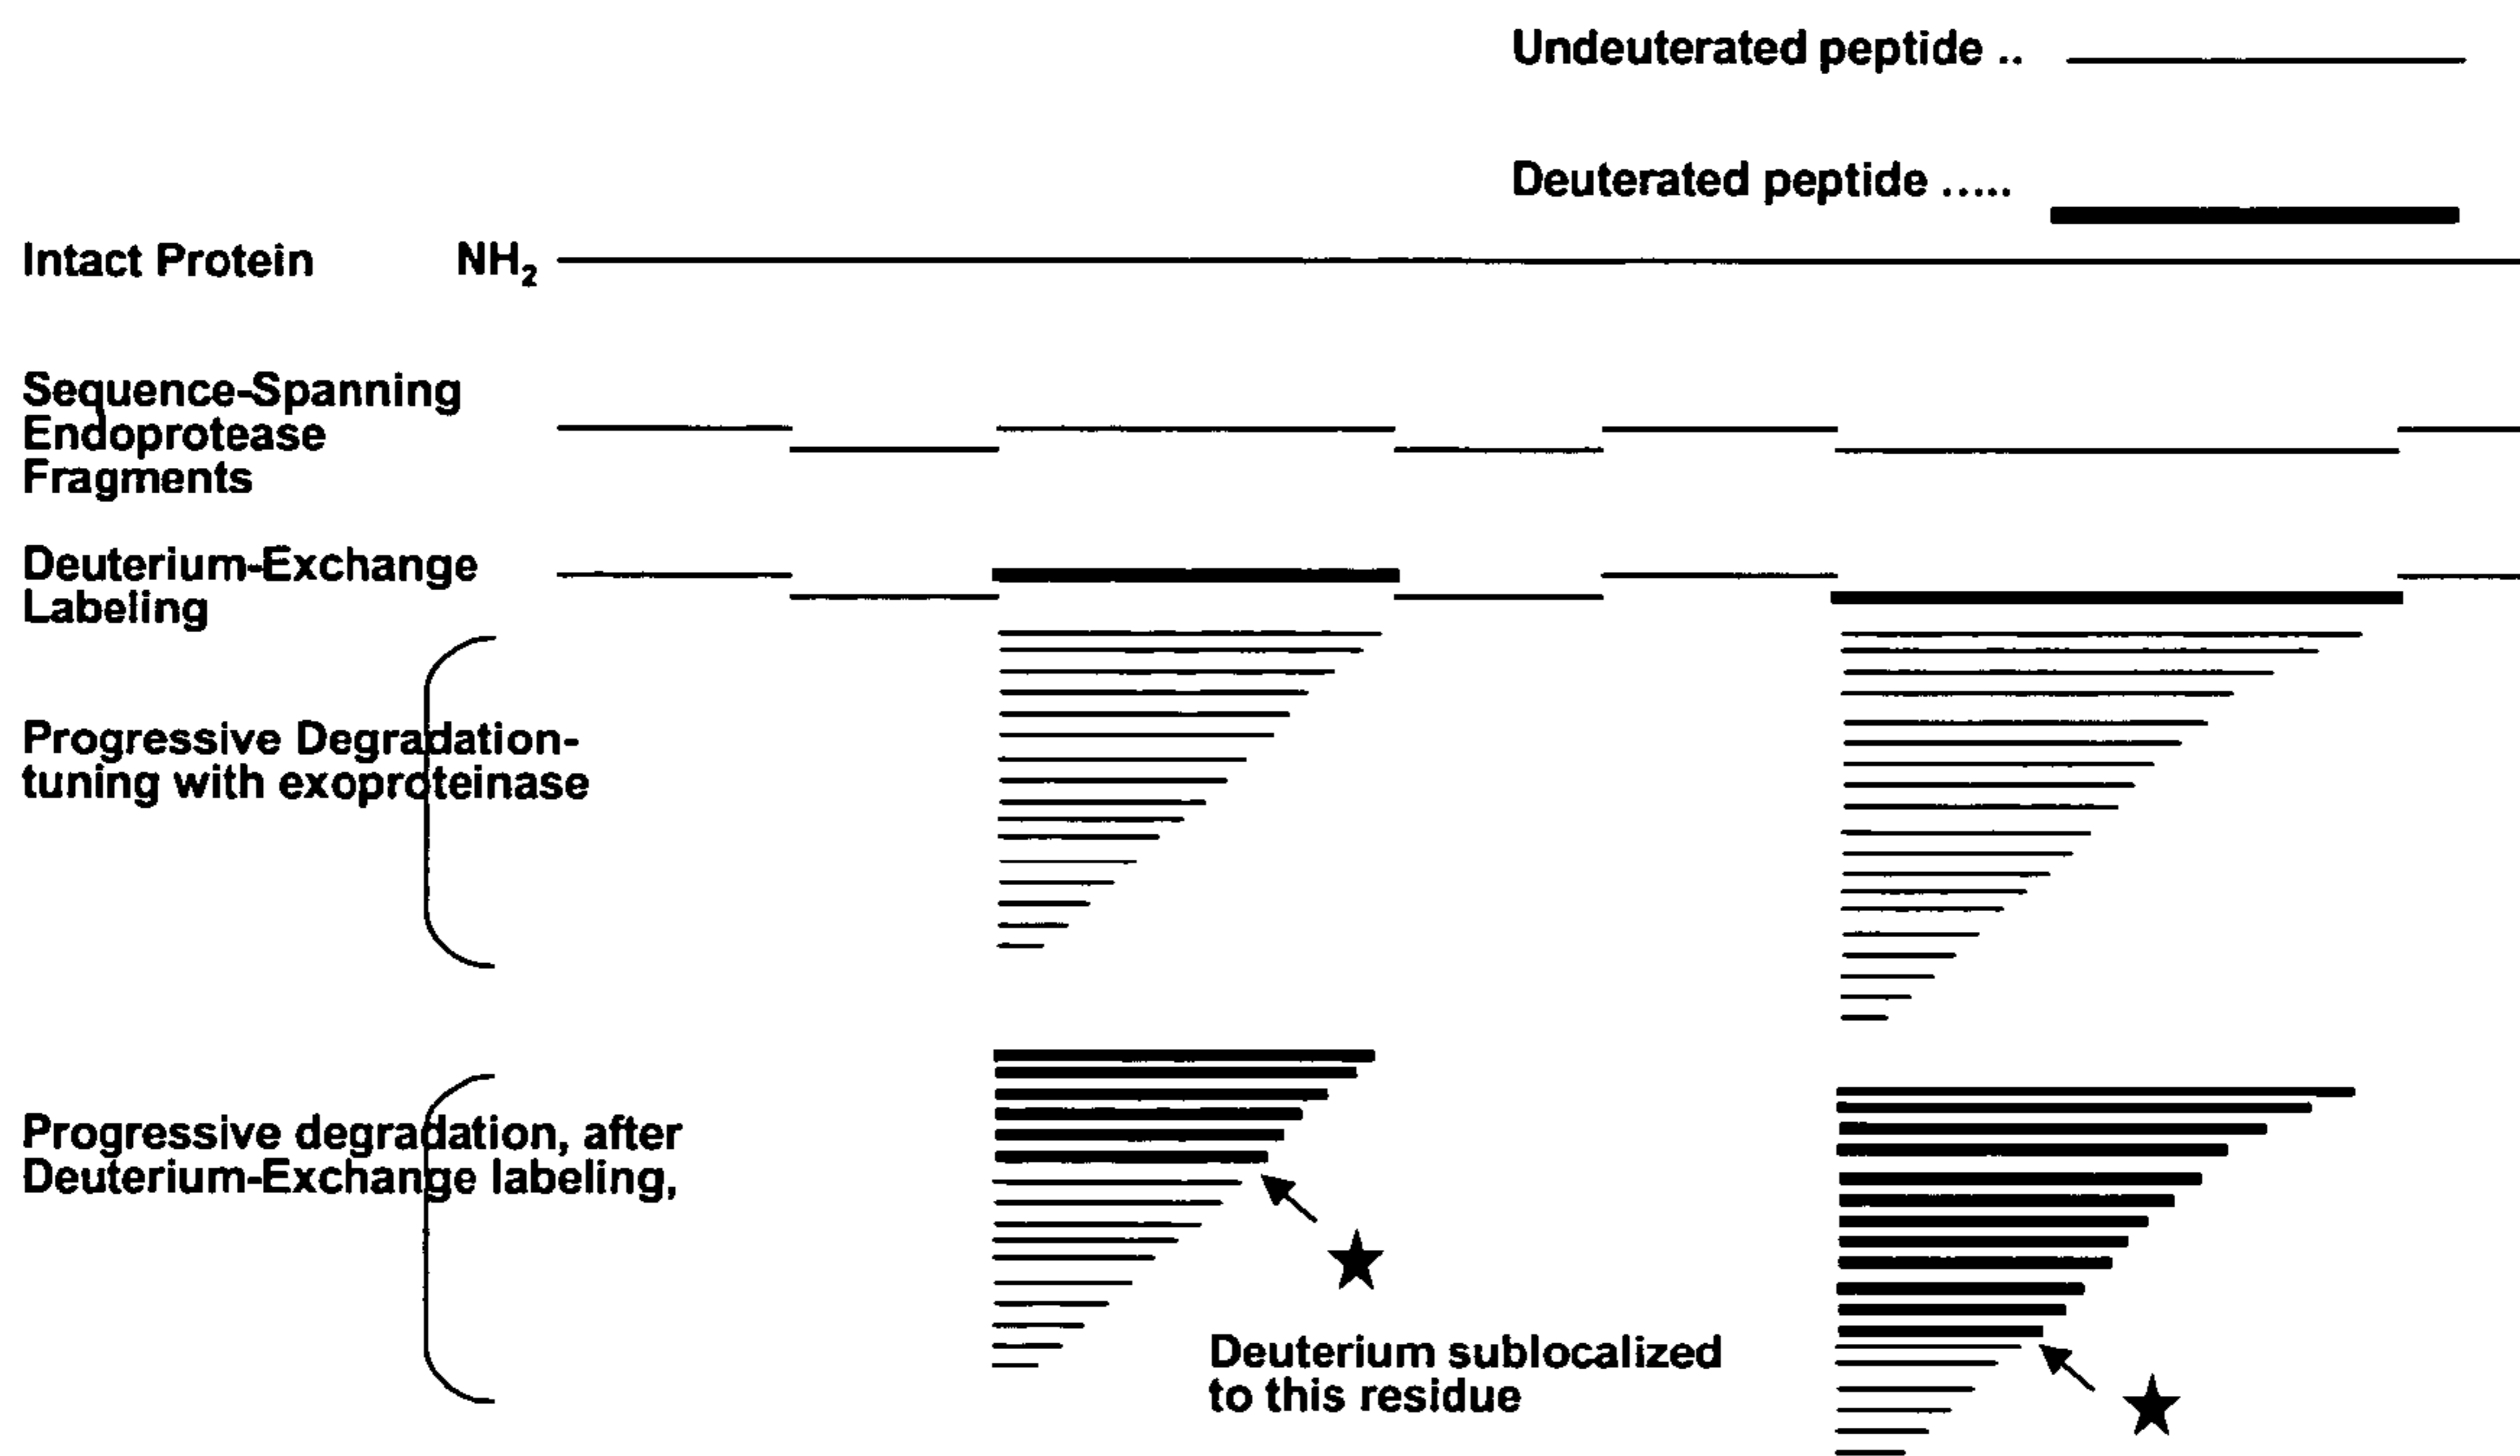 Undeuterated peptide ..
Deuterated peptide .....
Intact Protein NH₂
Sequence-Spanning
Endoprotease
Fragments
Deuterium-Exchange
Labeling
Progressive Degradation-
tuning with exoproteinase
Progressive degradation, after
Deuterium-Exchange labeling,
Deuterium sublocalized
to this residue